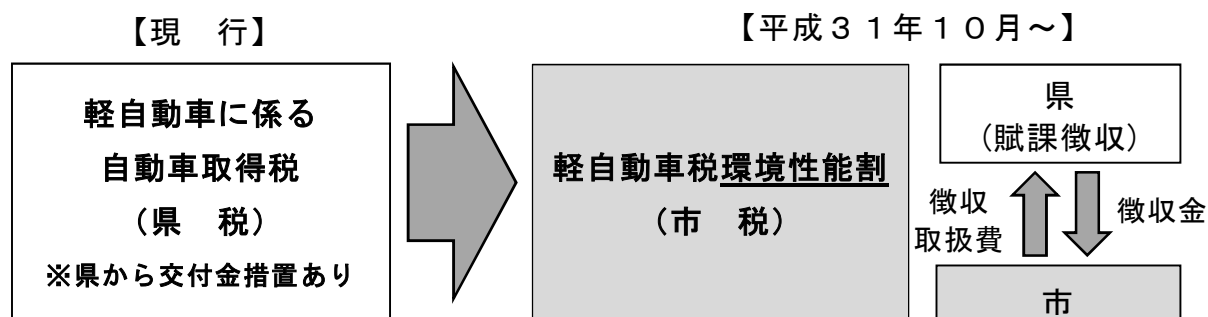 【現　行】
【平成３１年１０月～】
軽自動車に係る
自動車取得税
（県　税）
※県から交付金措置あり
軽自動車税環境性能割
（市　税）
県
（賦課徴収）
徴収
取扱費
徴収金
市